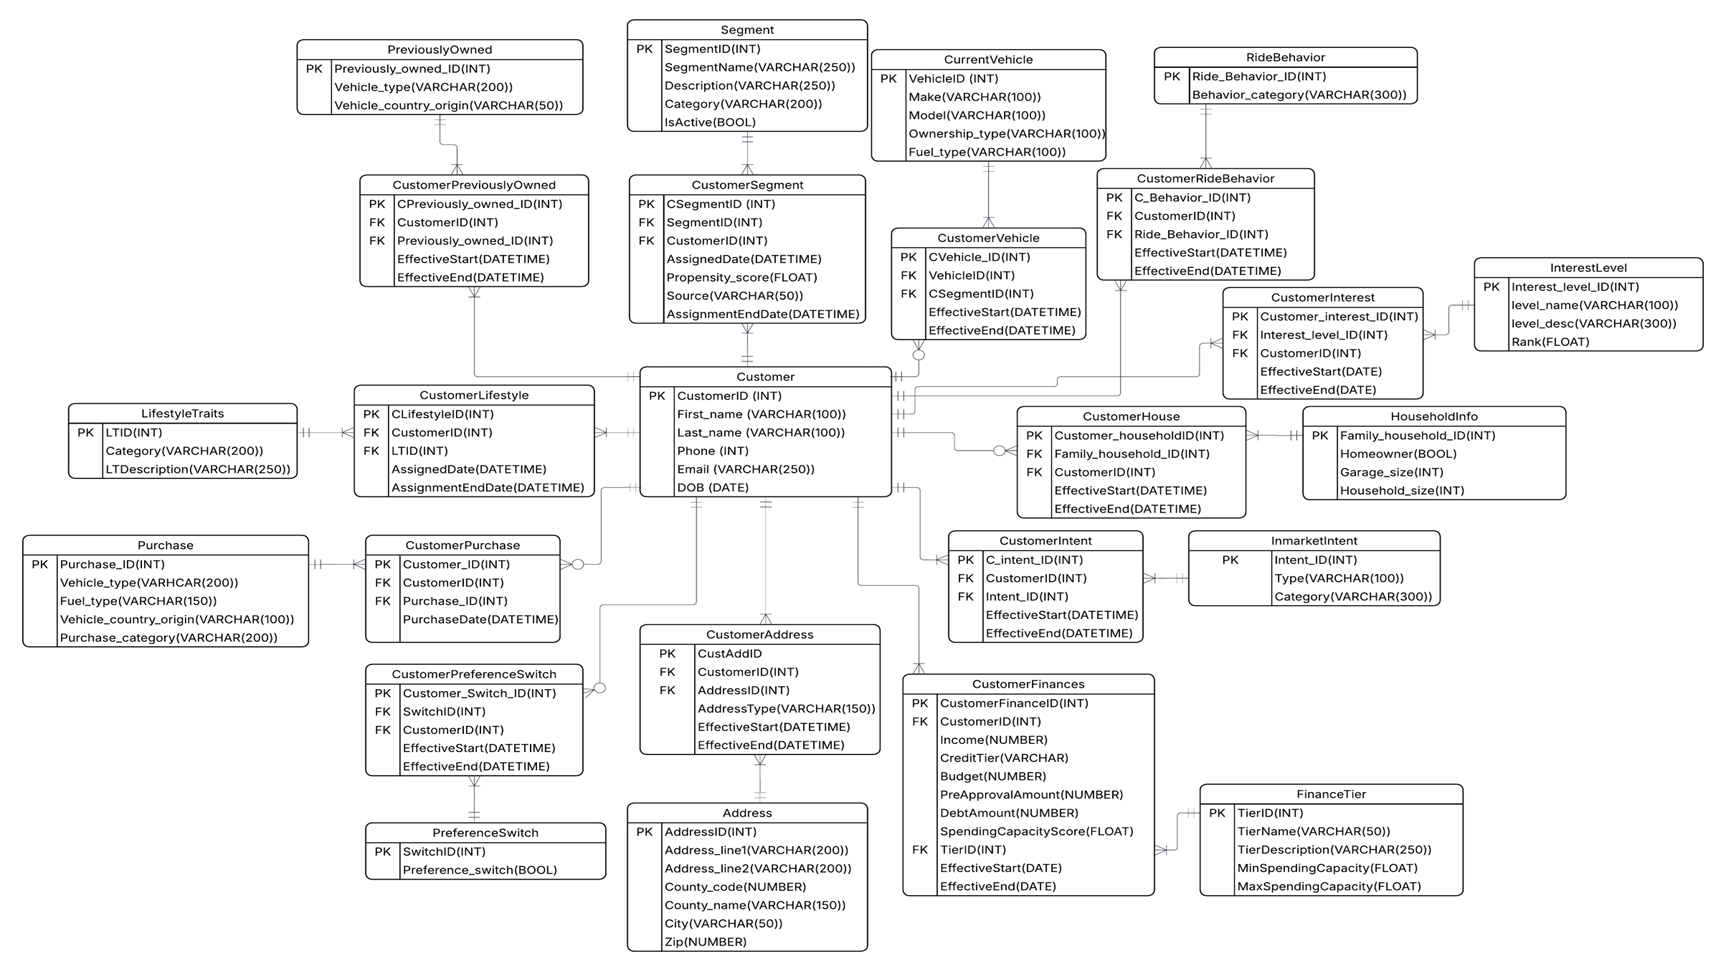 PreviouslyOwned
PK Previously_owned_ID(INT)
Vehicle_type(VARCHAR(200))
Vehicle_country_origin(VARCHAR(50))
Segment
PK SegmentID(INT)
SegmentName(VARCHAR(250))
Description(VARCHAR(250))
Category(VARCHAR(200))
IsActive(BOOL)
CurrentVehicle
PK VehicleID (INT)
Make(VARCHAR(100))
Model(VARCHAR(100))
Ownership_type(VARCHAR(100))
Fuel_type(VARCHAR(100))
RideBehavior
PK Ride_Behavior_ID(INT)
Behavior_category(VARCHAR(300))
CustomerPreviouslyOwned
PK CPreviously_owned_ID(INT)
FK CustomerID(INT)
FK Previously_owned_ID(INT)
EffectiveStart(DATETIME)
EffectiveEnd(DATETIME)
CustomerSegment
PK CSegmentID (INT)
FK SegmentID(INT)
FK CustomerID(INT)
AssignedDate(DATETIME)
Propensity_score(FLOAT)
Source(VARCHAR(50))
AssignmentEndDate(DATETIME)
CustomerVehicle
PK CVehicle_ID(INT)
FK VehicleID(INT)
FK CSegmentID(INT)
EffectiveStart(DATETIME)
EffectiveEnd(DATETIME)
CustomerRideBehavior
PK C_Behavior_ID(INT)
FK CustomerID(INT)
FK Ride_Behavior_ID(INT)
EffectiveStart(DATETIME)
EffectiveEnd(DATETIME)
CustomerInterest
PK Customer_interest_ID(INT)
FK Interest_level_ID(INT)
FK CustomerID(INT)
EffectiveStart(DATE)
EffectiveEnd(DATE)
InterestLevel
PK Interest_level_ID(INT)
level_name(VARCHAR(100))
level_desc(VARCHAR(300))
Rank(FLOAT)
LifestyleTraits
PK LTID(INT)
Category(VARCHAR(200))
LTDescription(VARCHAR(250))
CustomerLifestyle
PK CLifestyleID(INT)
FK CustomerID(INT)
FK LTID(INT)
AssignedDate(DATETIME)
AssignmentEndDate(DATETIME)
Customer
PK CustomerID (INT)
First_name (VARCHAR(100))
Last_name (VARCHAR(100))
Phone (INT)
Email (VARCHAR(250))
DOB (DATE)
CustomerHouse
PK Customer_householdID(INT)
FK Family_household_ID(INT)
FK CustomerID(INT)
EffectiveStart(DATETIME)
EffectiveEnd(DATETIME)
HouseholdInfo
PK Family_household_ID(INT)
Homeowner(BOOL)
Garage_size(INT)
Household_size(INT)
Purchase
PK Purchase_ID(INT)
Vehicle_type(VARHCAR(200))
Fuel_type(VARCHAR(150))
Vehicle_country_origin(VARCHAR(100))
Purchase_category(VARCHAR(200))
CustomerPurchase
PK Customer_ID(INT)
FK CustomerID(INT)
FK Purchase_ID(INT)
PurchaseDate(DATETIME)
CustomerIntent
PK C_intent_ID(INT)
FK CustomerID(INT)
FK Intent_ID(INT)
EffectiveStart(DATETIME)
EffectiveEnd(DATETIME)
InmarketIntent
PK Intent_ID(INT)
Type(VARCHAR(100))
Category(VARCHAR(300))
CustomerPreferenceSwitch
PK Customer_Switch_ID(INT)
FK SwitchID(INT)
FK CustomerID(INT)
EffectiveStart(DATETIME)
EffectiveEnd(DATETIME)
CustomerAddress
PK CustAddID
FK CustomerID(INT)
FK AddressID(INT)
AddressType(VARCHAR(150))
EffectiveStart(DATETIME)
EffectiveEnd(DATETIME)
CustomerFinances
PK CustomerFinanceID(INT)
FK CustomerID(INT)
Income(NUMBER)
CreditTier(VARCHAR)
Budget(NUMBER)
PreApprovalAmount(NUMBER)
DebtAmount(NUMBER)
SpendingCapacityScore(FLOAT)
FK TierID(INT)
EffectiveStart(DATE)
EffectiveEnd(DATE)
FinanceTier
PK TierID(INT)
TierName(VARCHAR(50))
TierDescription(VARCHAR(250))
MinSpendingCapacity(FLOAT)
MaxSpendingCapacity(FLOAT)
PreferenceSwitch
PK SwitchID(INT)
Preference_switch(BOOL)
Address
PK AddressID(INT)
Address_line1(VARCHAR(200))
Address_line2(VARCHAR(200))
County_code(NUMBER)
County_name(VARCHAR(150))
City(VARCHAR(50))
Zip(NUMBER)